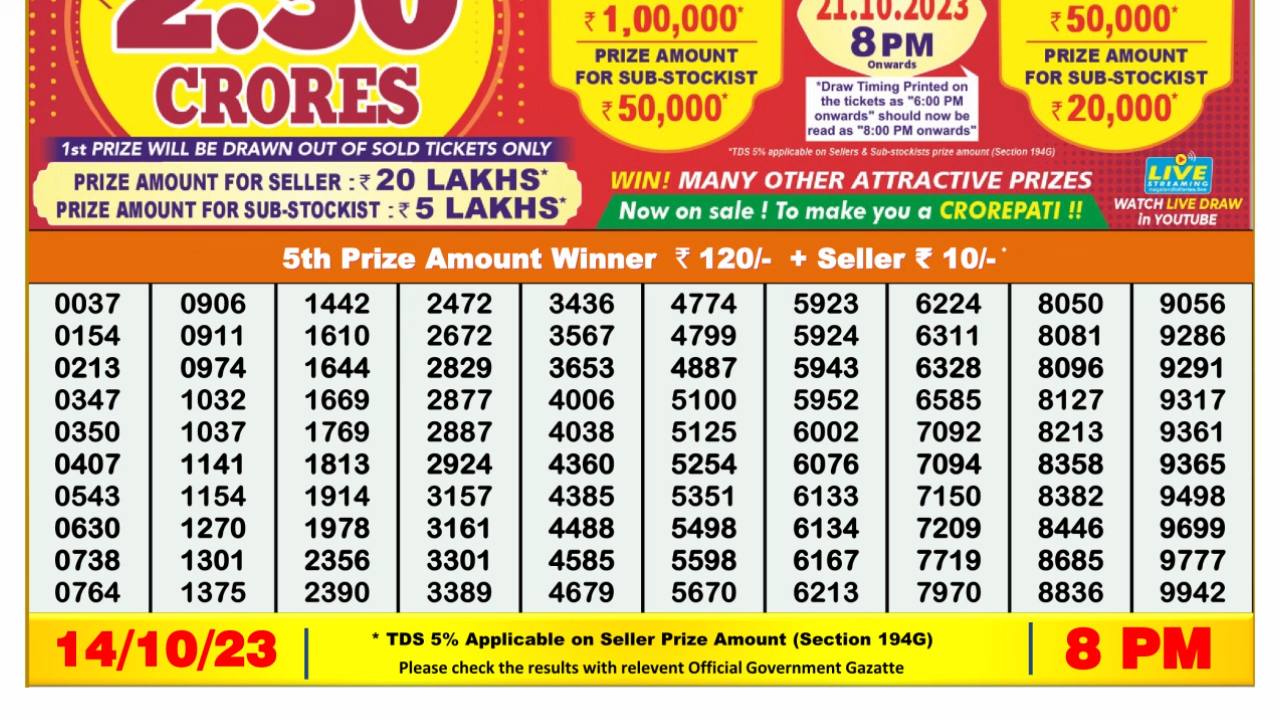 2.50
CRORES
1st PRIZE WILL BE DRAWN OUT OF SOLD TICKETS ONLY
PRIZE AMOUNT FOR SELLER : ₹ 20 LAKHS*
PRIZE AMOUNT FOR SUB-STOCKIST : ₹ 5 LAKHS*
₹ 1,00,000*
PRIZE AMOUNT
FOR SUB-STOCKIST
₹ 50,000*
21.10.2023
8 PM
Onwards
*Draw Timing Printed on
the tickets as "6:00 PM
onwards" should now be
read as "8:00 PM onwards"
₹ 50,000*
PRIZE AMOUNT
FOR SUB-STOCKIST
₹ 20,000*
*TDS 5% applicable on Sellers & Sub-stockists prize amount (Section 194G)
WIN! MANY OTHER ATTRACTIVE PRIZES
Now on sale ! To make you a CROREPATI !!
LIVE
STREAMING
WATCH LIVE DRAW
in YOUTUBE
5th Prize Amount Winner ₹ 120/- + Seller ₹ 10/-*
0037 0906 1442 2472 3436 4774 5923 6224 8050 9056
0154 0911 1610 2672 3567 4799 5924 6311 8081 9286
0213 0974 1644 2829 3653 4887 5943 6328 8096 9291
0347 1032 1669 2877 4006 5100 5952 6585 8127 9317
0350 1037 1769 2887 4038 5125 6002 7092 8213 9361
0407 1141 1813 2924 4360 5254 6076 7094 8358 9365
0543 1154 1914 3157 4385 5351 6133 7150 8382 9498
0630 1270 1978 3161 4488 5498 6134 7209 8446 9699
0738 1301 2356 3301 4585 5598 6167 7719 8685 9777
0764 1375 2390 3389 4679 5670 6213 7970 8836 9942
14/10/23
* TDS 5% Applicable on Seller Prize Amount (Section 194G)
Please check the results with relevent Official Government Gazatte
8 PM